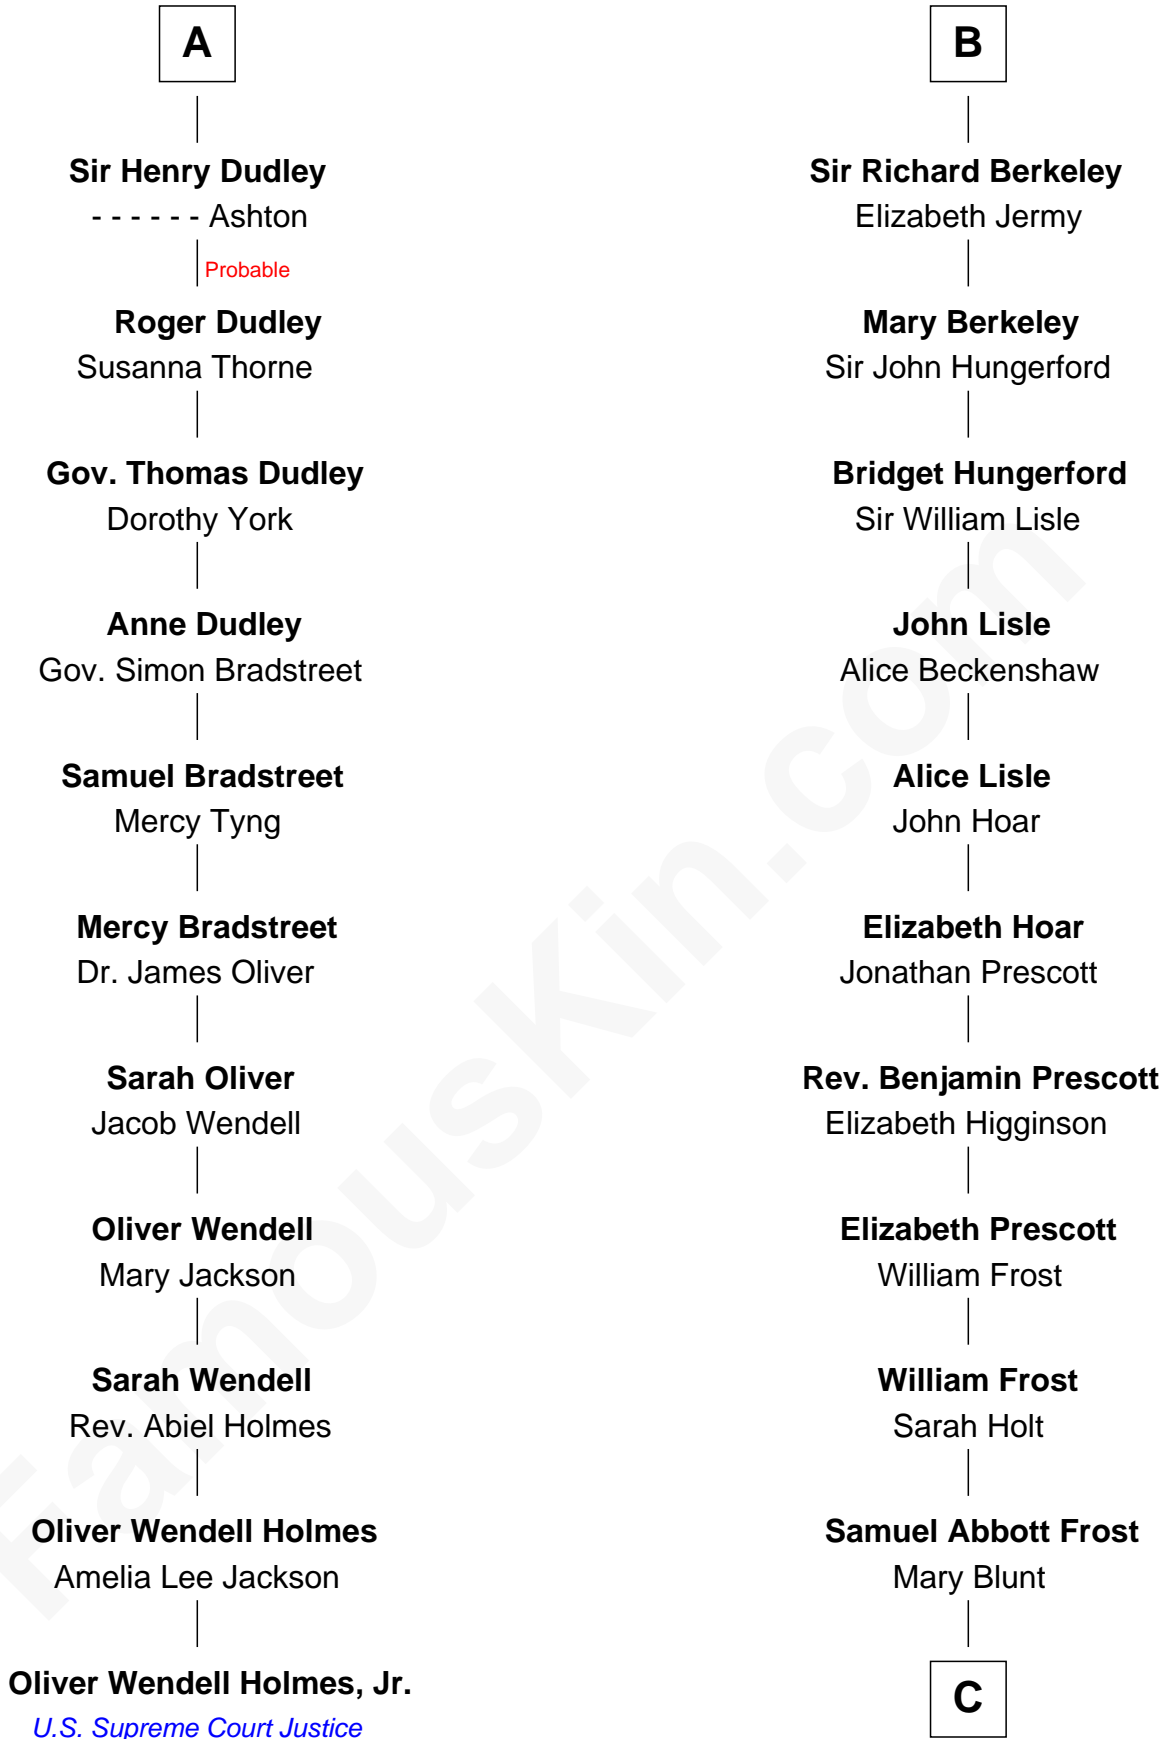 A
Sir Henry Dudley
- - - - - - Ashton
Probable
Roger Dudley
Susanna Thorne
Gov. Thomas Dudley
Dorothy York
Anne Dudley
Gov. Simon Bradstreet
Samuel Bradstreet
Mercy Tyng
Mercy Bradstreet
Dr. James Oliver
Sarah Oliver
Jacob Wendell
Oliver Wendell
Mary Jackson
Sarah Wendell
Rev. Abiel Holmes
Oliver Wendell Holmes
Amelia Lee Jackson
Oliver Wendell Holmes, Jr.
U.S. Supreme Court Justice
B
Sir Richard Berkeley
Elizabeth Jermy
Mary Berkeley
Sir John Hungerford
Bridget Hungerford
Sir William Lisle
John Lisle
Alice Beckenshaw
Alice Lisle
John Hoar
Elizabeth Hoar
Jonathan Prescott
Rev. Benjamin Prescott
Elizabeth Higginson
Elizabeth Prescott
William Frost
William Frost
Sarah Holt
Samuel Abbott Frost
Mary Blunt
C
FamousKin.com